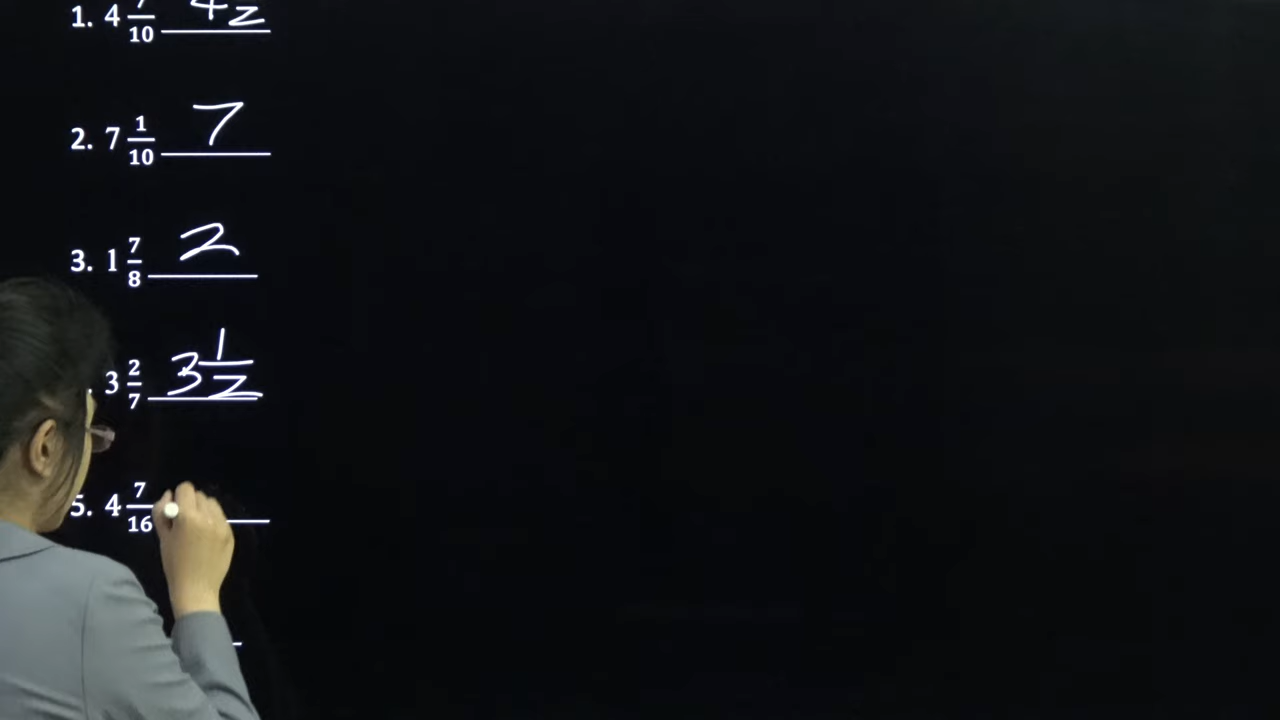 1. 4 7/10 4 1/2
2. 7 1/10 7
3. 1 7/8 2
3 2/7 3 1/2
5. 4 7/16